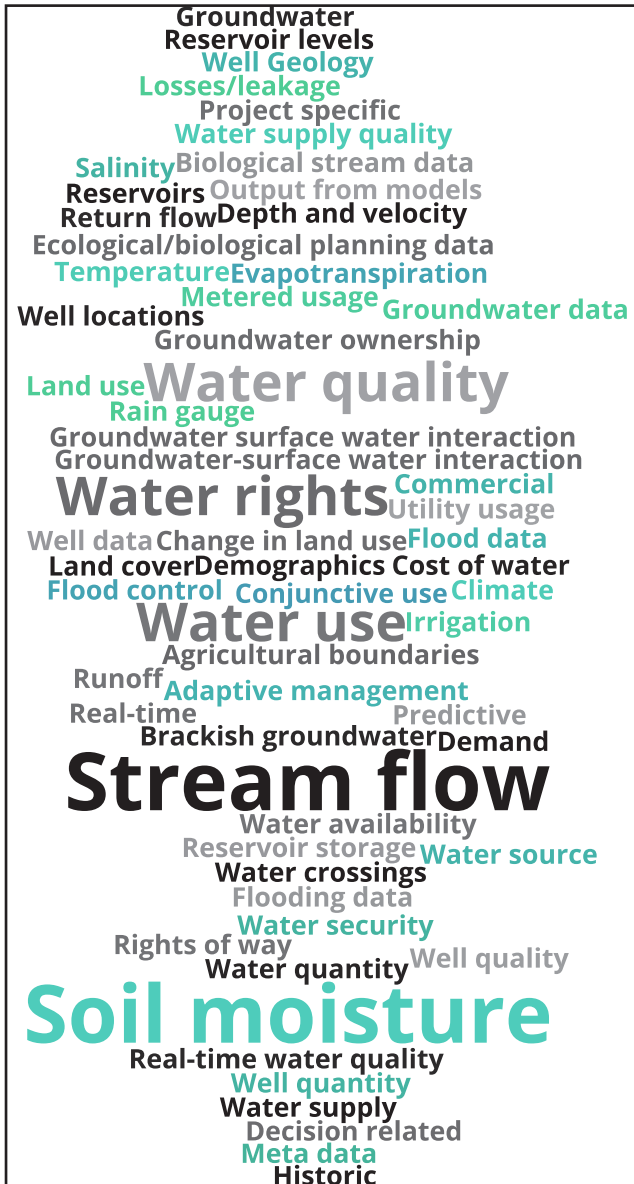 Groundwater
Reservoir levels
Well Geology
Losses/leakage
Project specific
Water supply quality
Salinity
Biological stream data
Reservoirs
Output from models
Return flow
Depth and velocity
Ecological/biological planning data
Temperature
Evapotranspiration
Metered usage
Groundwater data
Well locations
Groundwater ownership
Water quality
Land use
Rain gauge
Groundwater surface water interaction
Groundwater-surface water interaction
Water rights
Commercial
Utility usage
Well data
Change in land use
Flood data
Land cover
Demographics
Cost of water
Flood control
Conjunctive use
Climate
Water use
Irrigation
Agricultural boundaries
Runoff
Adaptive management
Real-time
Predictive
Brackish groundwater
Demand
Stream flow
Water availability
Reservoir storage
Water source
Water crossings
Flooding data
Water security
Rights of way
Well quality
Water quantity
Soil moisture
Real-time water quality
Well quantity
Water supply
Decision related
Meta data
Historic